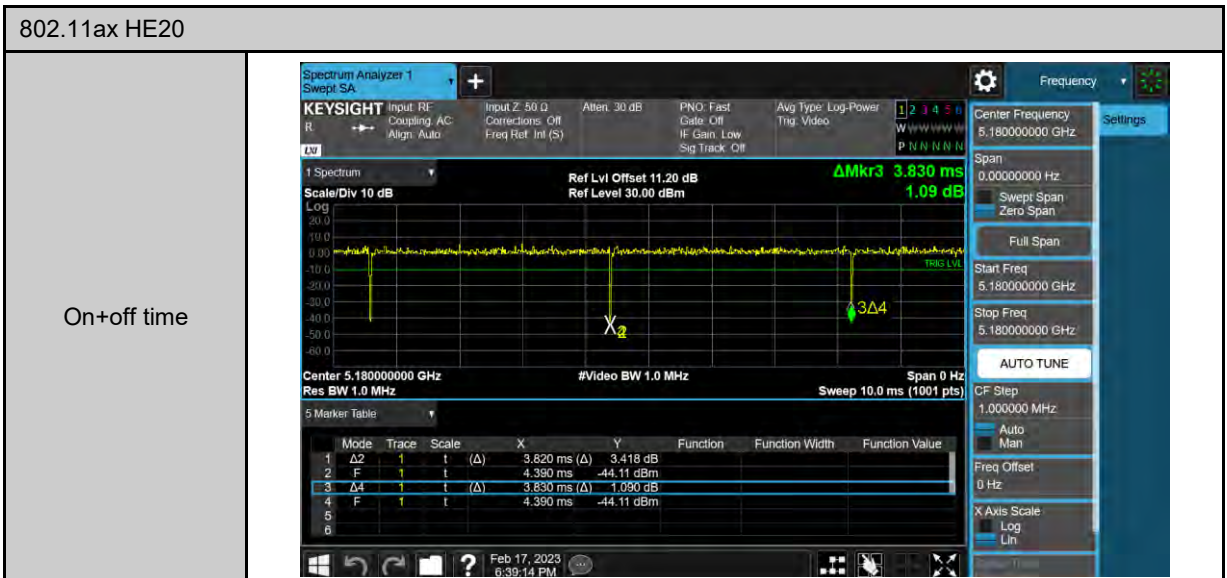 802.11ax HE20
On+off time
Spectrum Analyzer 1
Swept SA
Frequency
KEYSIGHT
R
LXI
Input: RF
Coupling: AC
Align: Auto
Input Z: 50 Ω
Corrections: Off
Freq Ref: Int (S)
Atten: 30 dB
PNO: Fast
Gate: Off
IF Gain: Low
Sig Track: Off
Avg Type: Log-Power
Trig: Video
1 2 3 4 5 6
W W W W W W
P N N N N N
1 Spectrum
Scale/Div 10 dB
Log
Ref Lvl Offset 11.20 dB
Ref Level 30.00 dBm
ΔMkr3 3.830 ms
1.09 dB
20.0
10.0
0.00
-10.0
-20.0
-30.0
-40.0
-50.0
-60.0
TRIG LVL
3Δ4
Center 5.180000000 GHz
Res BW 1.0 MHz
#Video BW 1.0 MHz
Span 0 Hz
Sweep 10.0 ms (1001 pts)
5 Marker Table
Mode Trace Scale X Y Function Function Width Function Value
1 Δ2 1 t (Δ) 3.820 ms (Δ) 3.418 dB
2 F 1 t 4.390 ms -44.11 dBm
3 Δ4 1 t (Δ) 3.830 ms (Δ) 1.090 dB
4 F 1 t 4.390 ms -44.11 dBm
5
6
Feb 17, 2023
6:39:14 PM
Center Frequency
5.180000000 GHz
Settings
Span
0.00000000 Hz
Swept Span
Zero Span
Full Span
Start Freq
5.180000000 GHz
Stop Freq
5.180000000 GHz
AUTO TUNE
CF Step
1.000000 MHz
Auto
Man
Freq Offset
0 Hz
X Axis Scale
Log
Lin